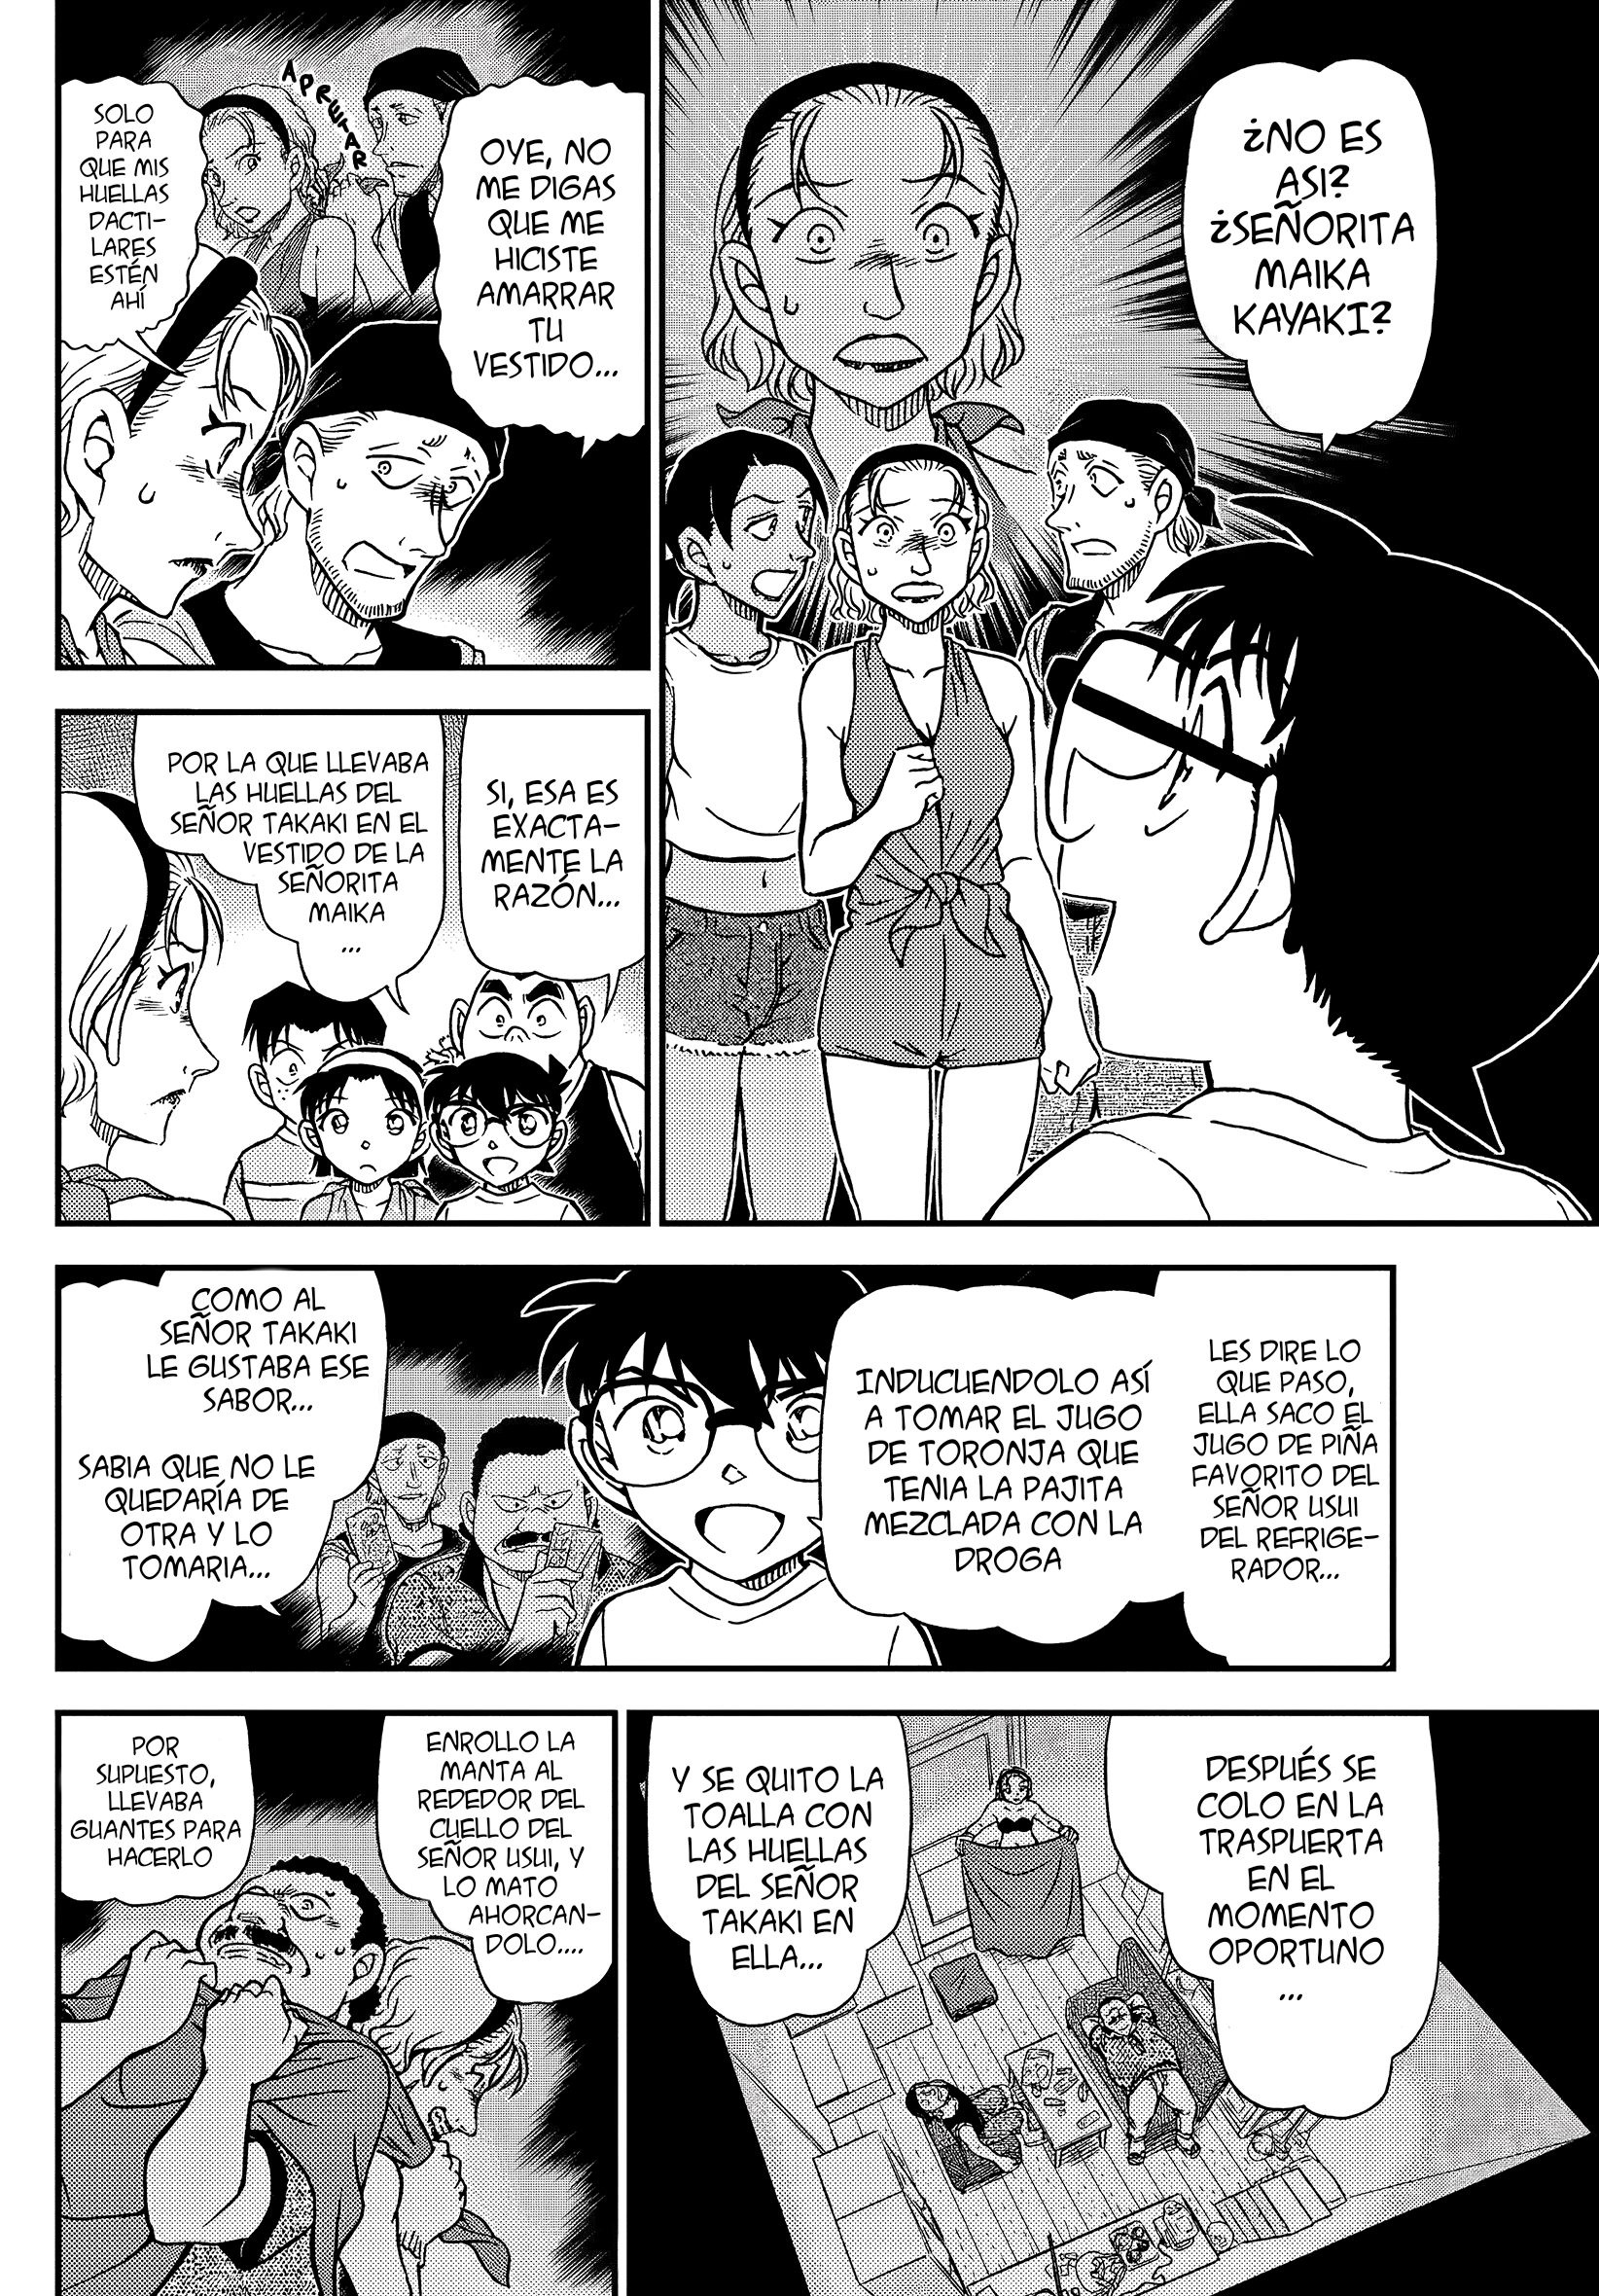 ¿NO ES
ASI?
¿SEÑORITA
MAIKA
KAYAKI?
OYE, NO
ME DIGAS
QUE ME
HICISTE
AMARRAR
TU
VESTIDO...
APRETAR
SOLO
PARA
QUE MIS
HUELLAS
DACTI-
LARES
ESTÉN
AHÍ
SI, ESA ES
EXACTA-
MENTE LA
RAZÓN...
POR LA QUE LLEVABA
LAS HUELLAS DEL
SEÑOR TAKAKI EN EL
VESTIDO DE LA
SEÑORITA
MAIKA
...
LES DIRE LO
QUE PASO,
ELLA SACO EL
JUGO DE PIÑA
FAVORITO DEL
SEÑOR USUI
DEL REFRIGE-
RADOR...
INDUCUENDOLO ASÍ
A TOMAR EL JUGO
DE TORONJA QUE
TENIA LA PAJITA
MEZCLADA CON LA
DROGA
COMO AL
SEÑOR TAKAKI
LE GUSTABA ESE
SABOR...
SABIA QUE NO LE
QUEDARÍA DE
OTRA Y LO
TOMARIA...
DESPUÉS SE
COLO EN LA
TRASPUERTA
EN EL
MOMENTO
OPORTUNO
...
Y SE QUITO LA
TOALLA CON
LAS HUELLAS
DEL SEÑOR
TAKAKI EN
ELLA...
ENROLLO LA
MANTA AL
REDEDOR DEL
CUELLO DEL
SEÑOR USUI, Y
LO MATO
AHORCAN-
DOLO....
POR
SUPUESTO,
LLEVABA
GUANTES PARA
HACERLO